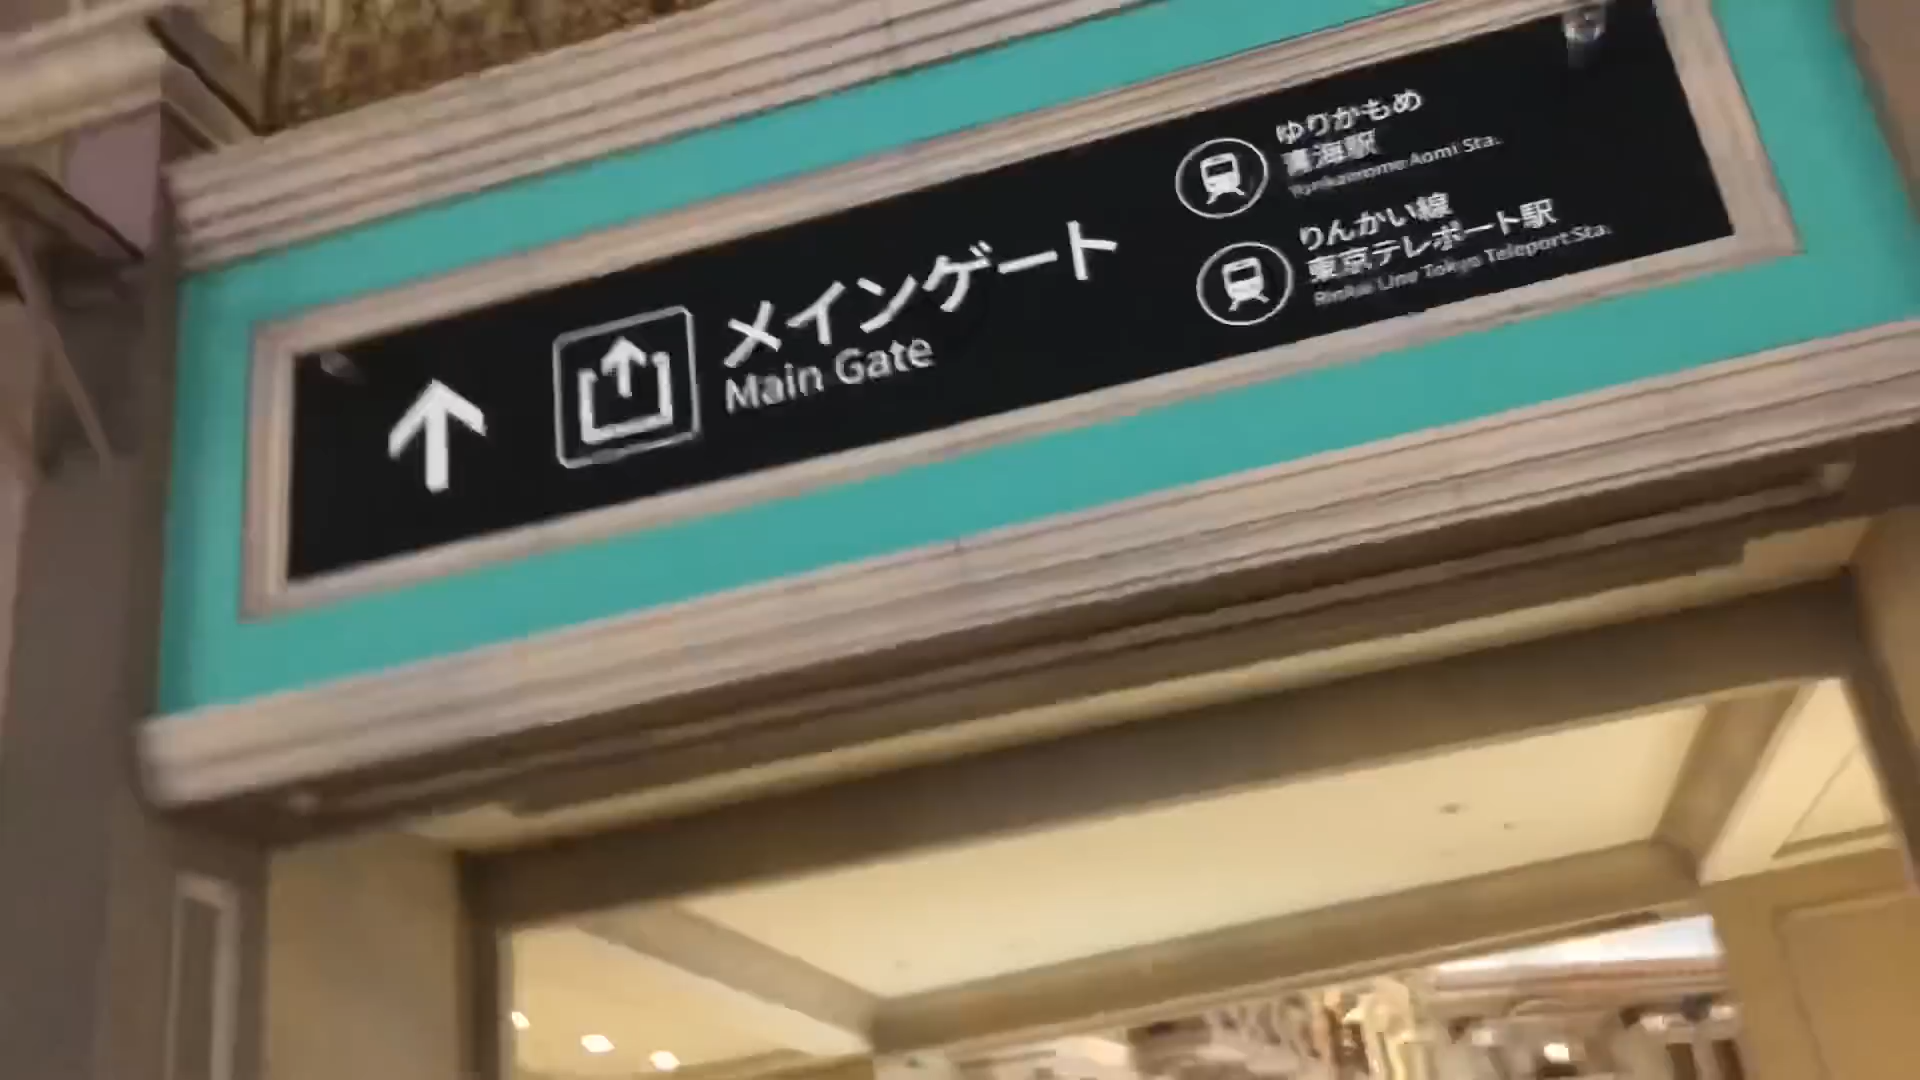 メインゲート
Main Gate
ゆりかもめ
青海駅
Yurikamome Aomi Sta.
りんかい線
東京テレポート駅
Rinkai Line Tokyo Teleport Sta.